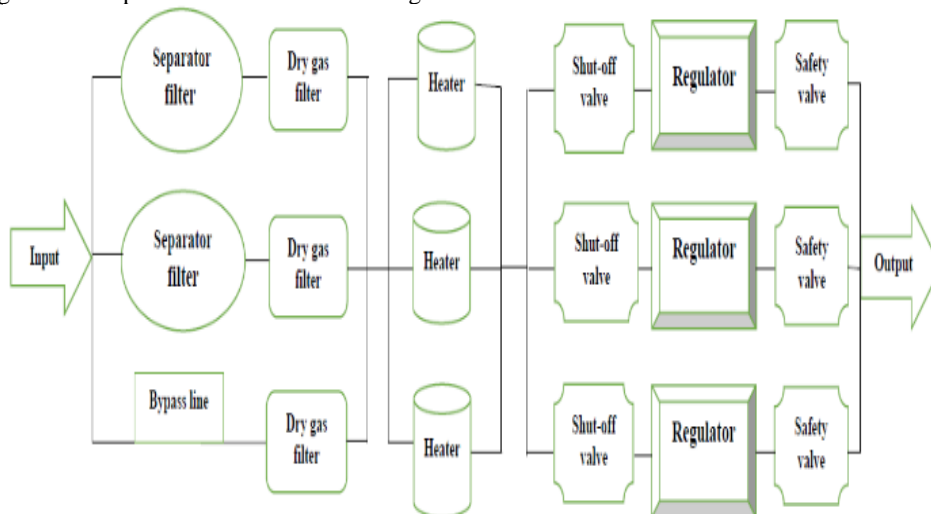 Separator
filter
Dry gas
filter
Heater
Shut-off
valve
Regulator
Safety
valve
Input
Separator
filter
Dry gas
filter
Heater
Shut-off
valve
Regulator
Safety
valve
Output
Bypass line
Dry gas
filter
Heater
Shut-off
valve
Regulator
Safety
valve